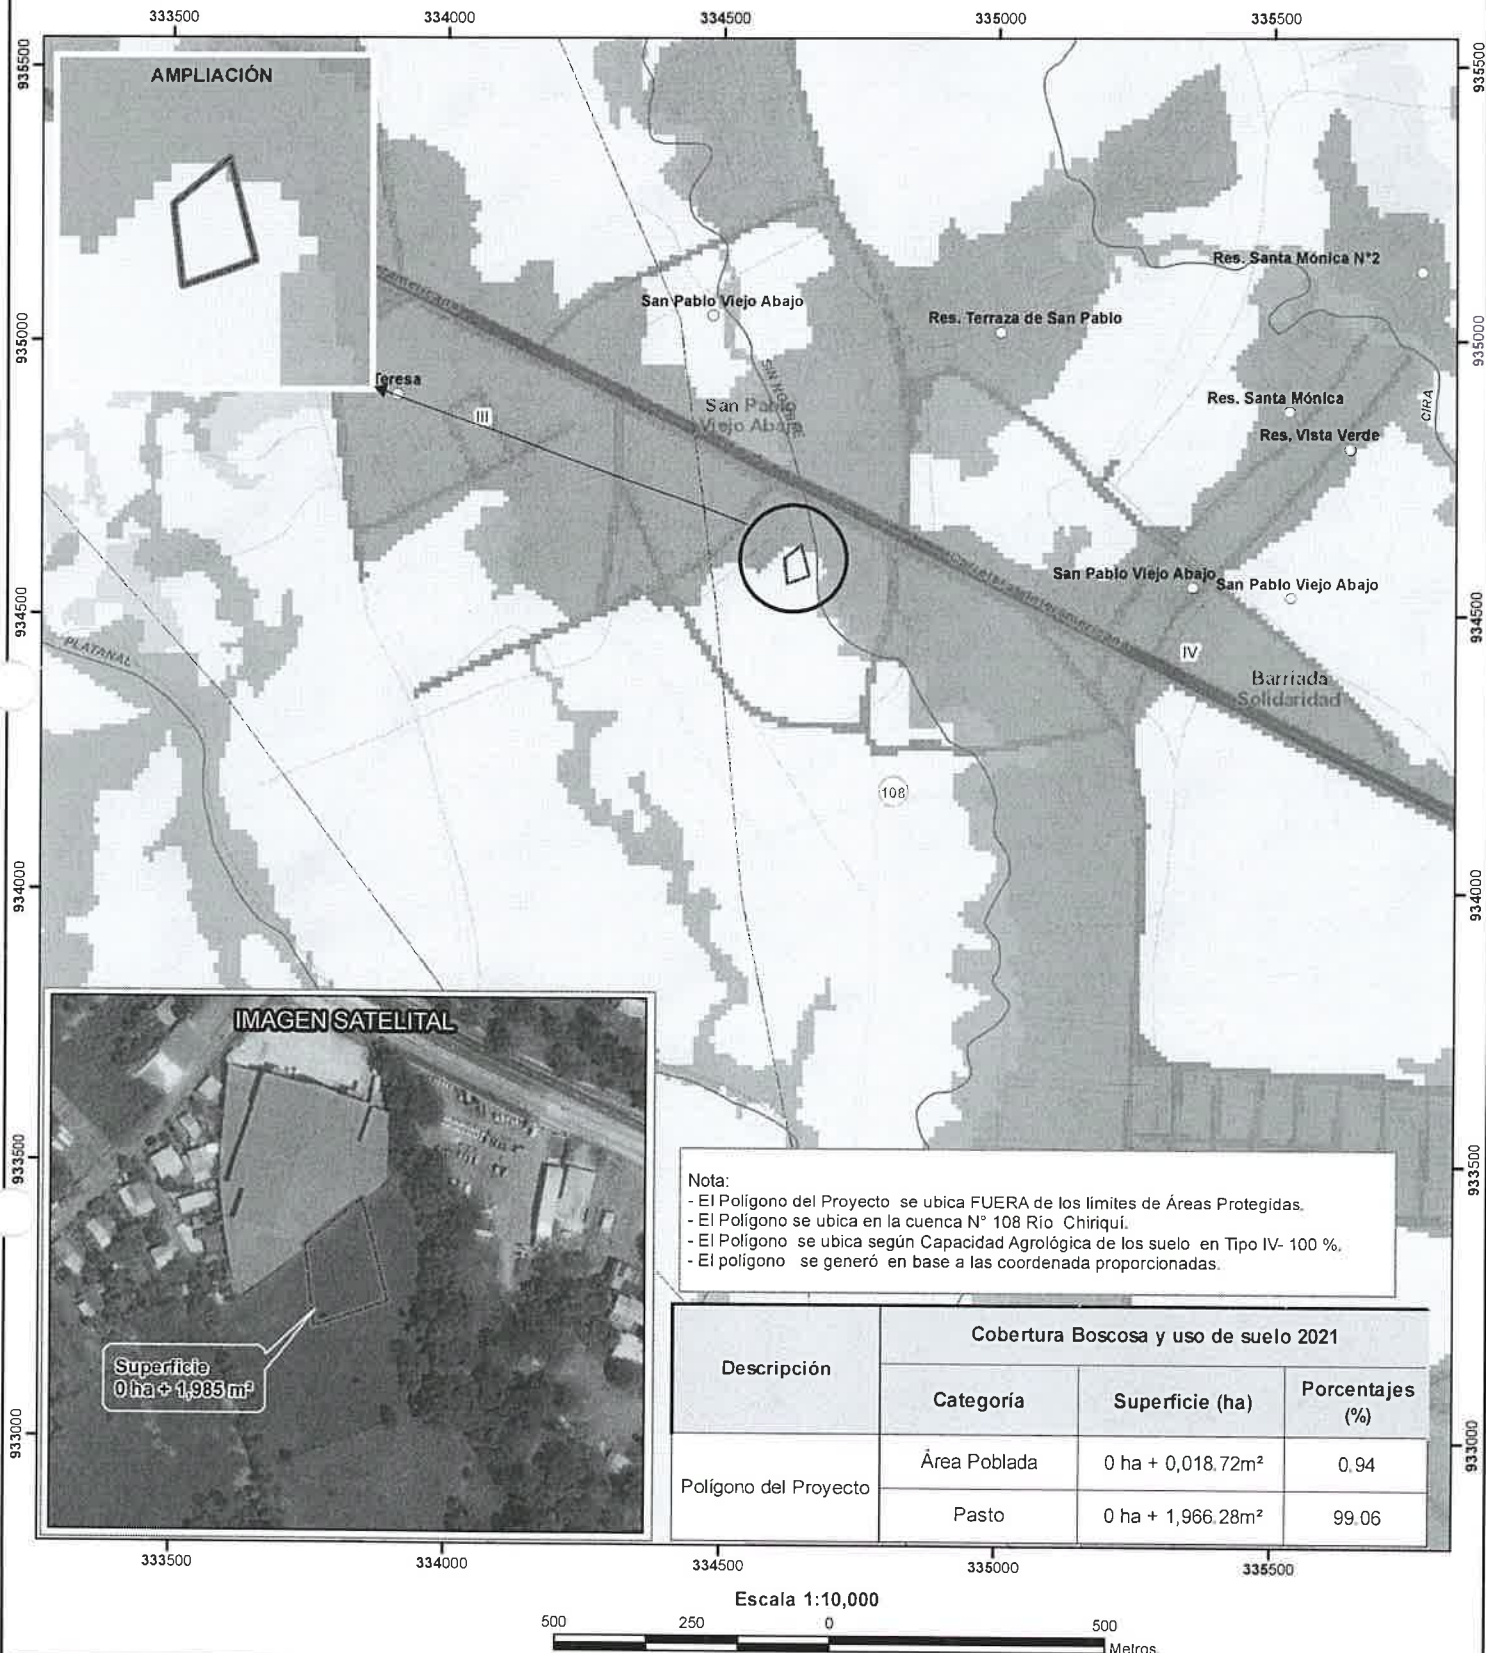 333500 334000 334500 335000 335500
935500 935500
AMPLIACIÓN
Res. Santa Mónica N°2
San Pablo Viejo Abajo
Res. Terraza de San Pablo
935000 935000
Teresa
III
San Pablo
Viejo Abajo
Res. Santa Mónica
CIRA
Res. Vista Verde
San Pablo Viejo Abajo
San Pablo Viejo Abajo
934500 934500
PLATANAL
IV
Barriada
Solidaridad
108
934000 934000
IMAGEN SATELITAL
933500 933500
Nota:
- El Polígono del Proyecto se ubica FUERA de los limites de Áreas Protegidas.
- El Polígono se ubica en la cuenca N° 108 Río Chiriquí.
- El Polígono se ubica según Capacidad Agrológica de los suelo en Tipo IV- 100 %.
- El polígono se generó en base a las coordenada proporcionadas.
Superficie
0 ha + 1,985 m²
Descripción
Cobertura Boscosa y uso de suelo 2021
Categoría Superficie (ha) Porcentajes
(%)
Polígono del Proyecto
Área Poblada 0 ha + 0,018.72m² 0.94
Pasto 0 ha + 1,966.28m² 99.06
933000 933000
333500 334000 334500 335000 335500
Escala 1:10,000
500 250 0 500
Metros.